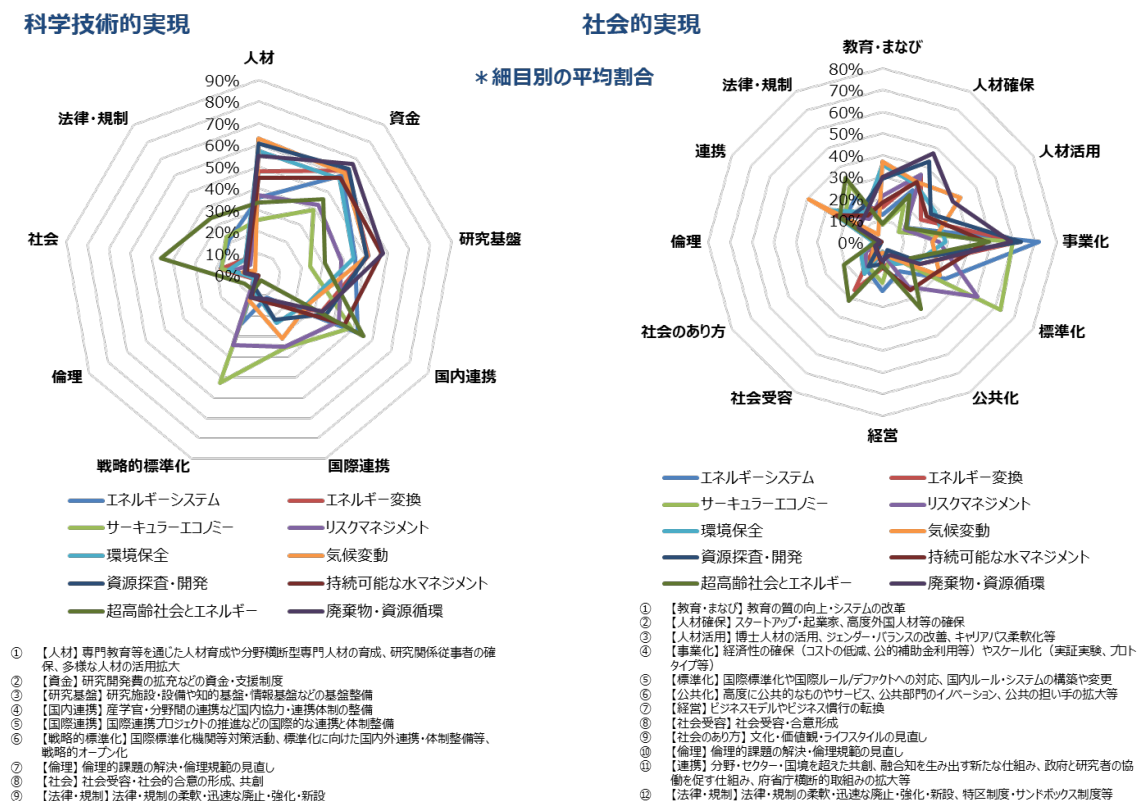 科学技術的実現
人材
90%
80%
70%
60%
50%
40%
30%
20%
10%
0%
資金
研究基盤
国内連携
国際連携
戦略的標準化
倫理
社会
法律・規制
エネルギーシステム
エネルギー変換
サーキュラーエコノミー
リスクマネジメント
環境保全
気候変動
資源探査・開発
持続可能な水マネジメント
超高齢社会とエネルギー
廃棄物・資源循環
① 【人材】専門教育等を通じた人材育成や分野横断型専門人材の育成、研究関係従事者の確
保、多様な人材の活用拡大
② 【資金】研究開発費の拡充などの資金・支援制度
③ 【研究基盤】研究施設・設備や知的基盤・情報基盤などの基盤整備
④ 【国内連携】産学官・分野間の連携など国内協力・連携体制の整備
⑤ 【国際連携】国際連携プロジェクトの推進などの国際的な連携と体制整備
⑥ 【戦略的標準化】国際標準化機関等対策活動、標準化に向けた国内外連携・体制整備等、
戦略的オープン化
⑦ 【倫理】倫理的課題の解決・倫理規範の見直し
⑧ 【社会】社会受容・社会的合意の形成、共創
⑨ 【法律・規制】法律・規制の柔軟・迅速な廃止・強化・新設
社会的実現
＊細目別の平均割合
教育・まなび
80%
70%
60%
50%
40%
30%
20%
10%
0%
人材確保
人材活用
事業化
標準化
公共化
経営
社会受容
社会のあり方
倫理
連携
法律・規制
エネルギーシステム
エネルギー変換
サーキュラーエコノミー
リスクマネジメント
環境保全
気候変動
資源探査・開発
持続可能な水マネジメント
超高齢社会とエネルギー
廃棄物・資源循環
① 【教育・まなび】教育の質の向上・システムの改革
② 【人材確保】スタートアップ・起業家、高度外国人材等の確保
③ 【人材活用】博士人材の活用、ジェンダー・バランスの改善、キャリアパス柔軟化等
④ 【事業化】経済性の確保（コストの低減、公的補助金利用等）やスケール化（実証実験、プロト
タイプ等）
⑤ 【標準化】国際標準化や国際ルール/デファクトへの対応、国内ルール・システムの構築や変更
⑥ 【公共化】高度に公共的なものやサービス、公共部門のイノベーション、公共の担い手の拡大等
⑦ 【経営】ビジネスモデルやビジネス慣行の転換
⑧ 【社会受容】社会受容・合意形成
⑨ 【社会のあり方】文化・価値観・ライフスタイルの見直し
⑩ 【倫理】倫理的課題の解決・倫理規範の見直し
⑪ 【連携】分野・セクター・国境を超えた共創、融合知を生み出す新たな仕組み、政府と研究者の協
働を促す仕組み、府省庁横断的取組みの拡大等
⑫ 【法律・規制】法律・規制の柔軟・迅速な廃止・強化・新設、特区制度・サンドボックス制度等